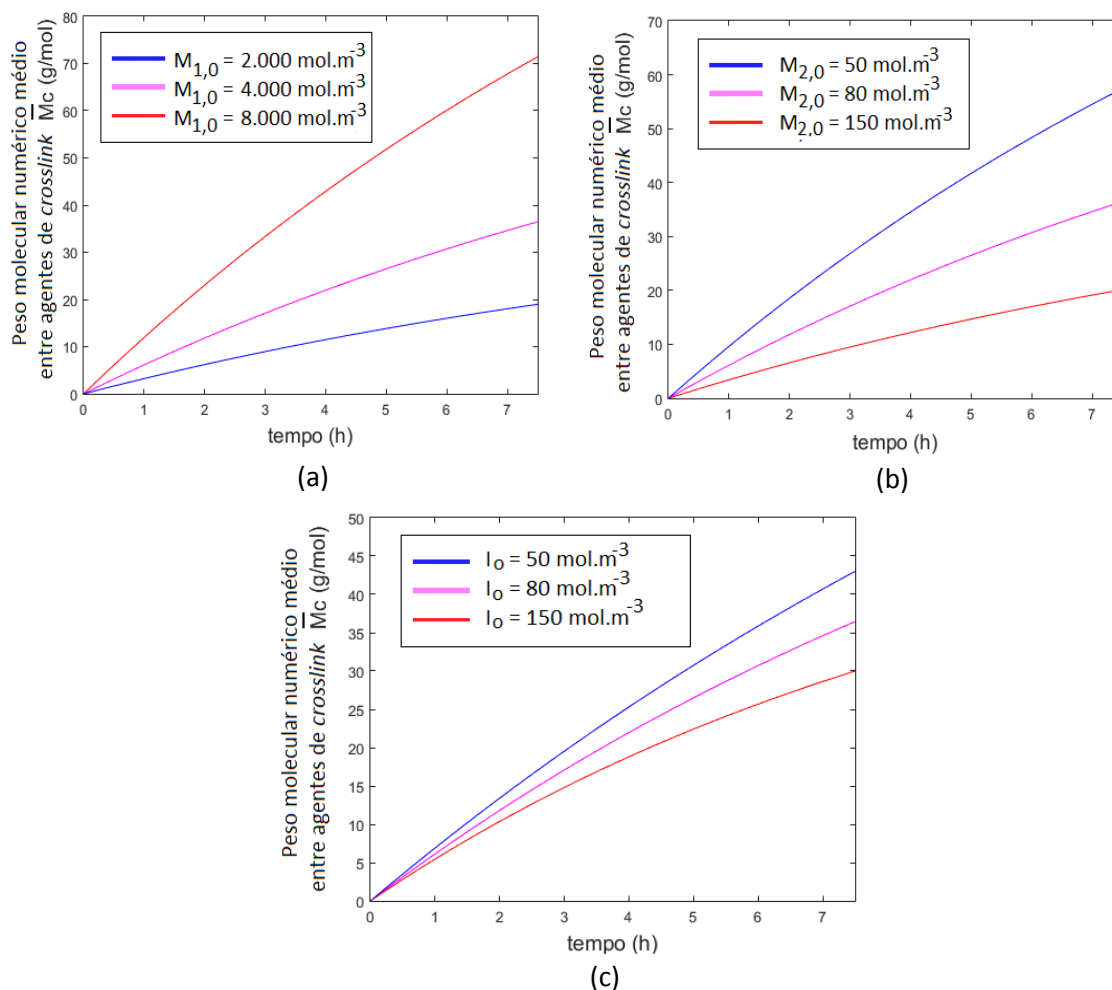 Peso molecular numérico médio
entre agentes de crosslink M̅c (g/mol)
80
70
60
50
40
30
20
10
0
M1,0 = 2.000 mol.m-3
M1,0 = 4.000 mol.m-3
M1,0 = 8.000 mol.m-3
0 1 2 3 4 5 6 7
tempo (h)
(a)
Peso molecular numérico médio
entre agentes de crosslink M̅c (g/mol)
70
60
50
40
30
20
10
0
M2,0 = 50 mol.m-3
M2,0 = 80 mol.m-3
M2,0 = 150 mol.m-3
0 1 2 3 4 5 6 7
tempo (h)
(b)
Peso molecular numérico médio
entre agentes de crosslink M̅c (g/mol)
50
45
40
35
30
25
20
15
10
5
0
Io = 50 mol.m-3
Io = 80 mol.m-3
Io = 150 mol.m-3
0 1 2 3 4 5 6 7
tempo (h)
(c)